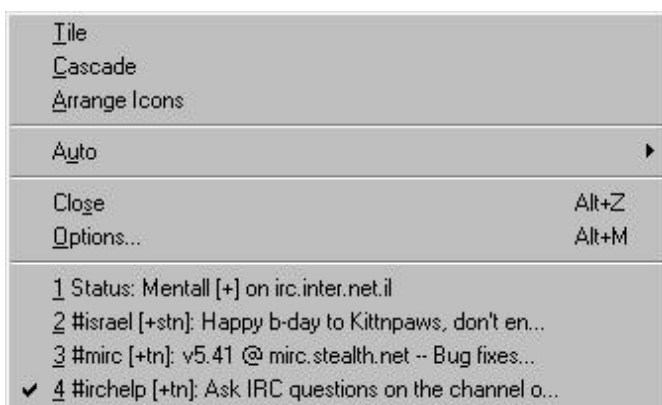 Tile
Cascade
Arrange Icons
Auto
Close Alt+Z
Options... Alt+M
1 Status: Mentall [+] on irc.inter.net.il
2 #israel [+stn]: Happy b-day to Kittnpaws, don't en...
3 #mirc [+tn]: v5.41 @ mirc.stealth.net -- Bug fixes...
4 #irchelp [+tn]: Ask IRC questions on the channel o...